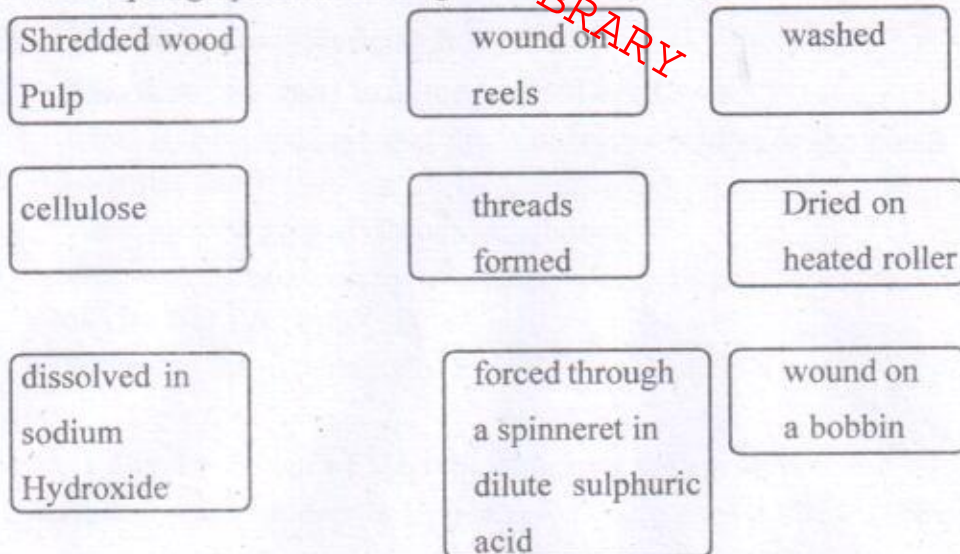 Shredded wood
Pulp
wound on
reels
washed
BRARY
cellulose
threads
formed
Dried on
heated roller
dissolved in
sodium
Hydroxide
forced through
a spinneret in
dilute sulphuric
acid
wound on
a bobbin